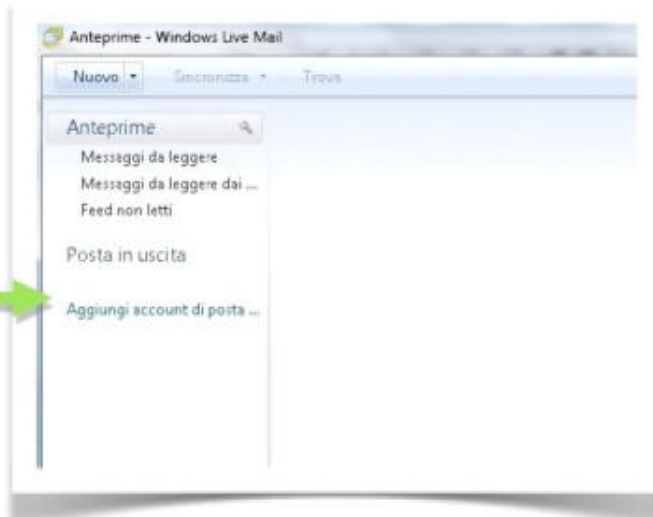 Anteprime - Windows Live Mail
Nuovo Sincronizza Trova
Anteprime
Messaggi da leggere
Messaggi da leggere dai ...
Feed non letti
Posta in uscita
Aggiungi account di posta ...